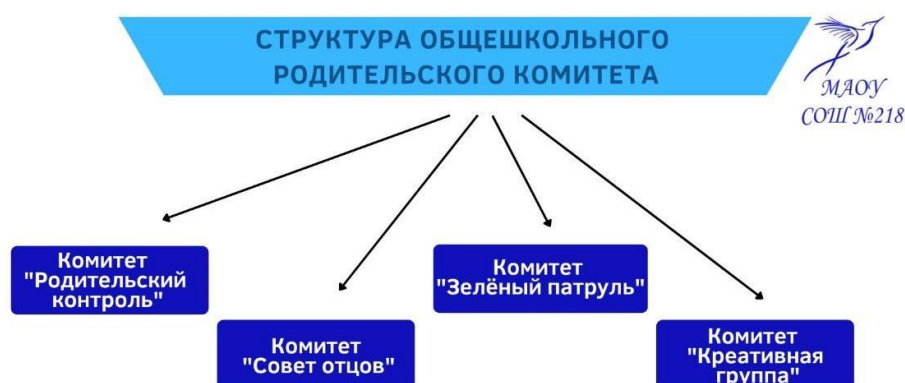 СТРУКТУРА ОБЩЕШКОЛЬНОГО
РОДИТЕЛЬСКОГО КОМИТЕТА
МАОУ
СОШ №218
Комитет
"Родительский
контроль"
Комитет
"Совет отцов"
Комитет
"Зелёный патруль"
Комитет
"Креативная
группа"